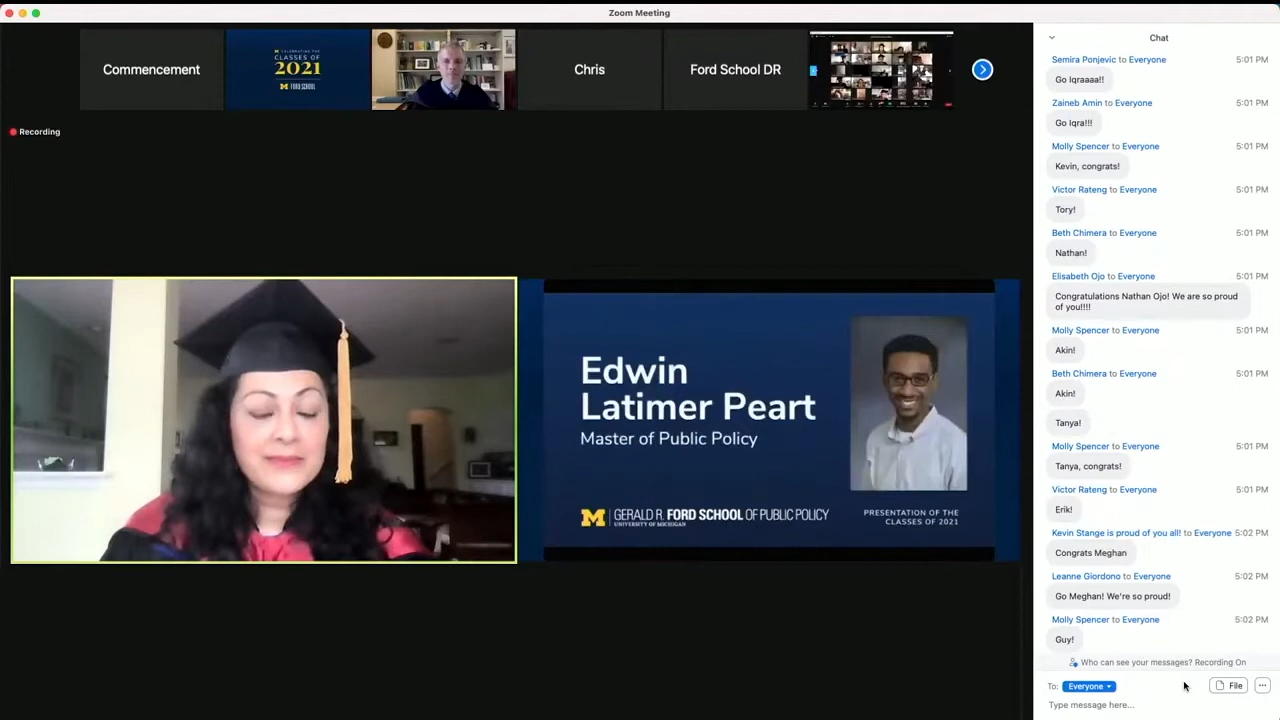 Zoom Meeting
Commencement
CELEBRATING THE
CLASSES OF
2021
M FORD SCHOOL
Chris
Ford School DR
Recording
Edwin
Latimer Peart
Master of Public Policy
M GERALD R. FORD SCHOOL OF PUBLIC POLICY
UNIVERSITY OF MICHIGAN
PRESENTATION OF THE
CLASSES OF 2021
Chat
Semira Ponjevic to Everyone 5:01 PM
Go Iqraaaa!!
Zaineb Amin to Everyone 5:01 PM
Go Iqra!!!
Molly Spencer to Everyone 5:01 PM
Kevin, congrats!
Victor Rateng to Everyone 5:01 PM
Tory!
Beth Chimera to Everyone 5:01 PM
Nathan!
Elisabeth Ojo to Everyone 5:01 PM
Congratulations Nathan Ojo! We are so proud
of you!!!!
Molly Spencer to Everyone 5:01 PM
Akin!
Beth Chimera to Everyone 5:01 PM
Akin!
Tanya!
Molly Spencer to Everyone 5:01 PM
Tanya, congrats!
Victor Rateng to Everyone 5:01 PM
Erik!
Kevin Stange is proud of you all! to Everyone 5:02 PM
Congrats Meghan
Leanne Giordono to Everyone 5:02 PM
Go Meghan! We're so proud!
Molly Spencer to Everyone 5:02 PM
Guy!
Who can see your messages? Recording On
To: Everyone
File
Type message here...